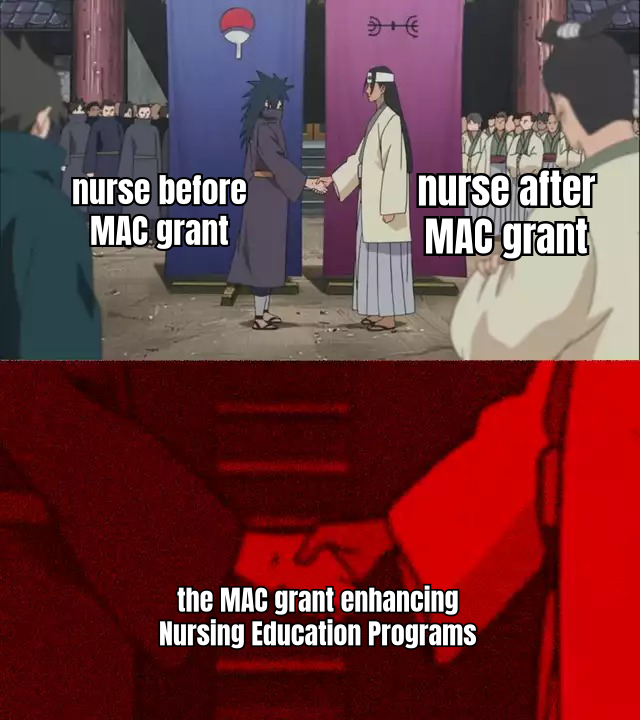 nurse before
MAC grant
nurse after
MAC grant
the MAC grant enhancing
Nursing Education Programs